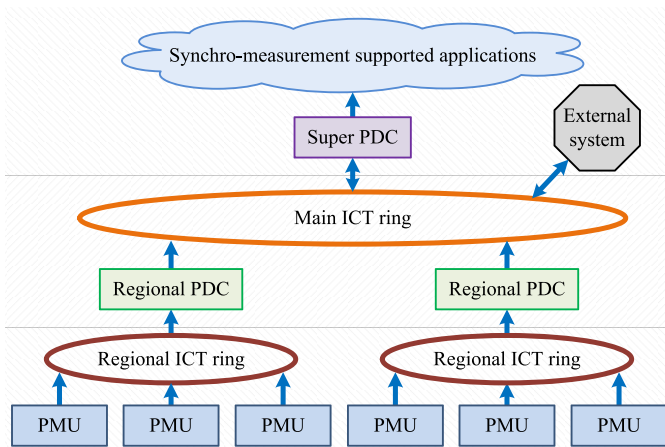 Synchro-measurement supported applications
Super PDC
External
system
Main ICT ring
Regional PDC
Regional PDC
Regional ICT ring
Regional ICT ring
PMU
PMU
PMU
PMU
PMU
PMU